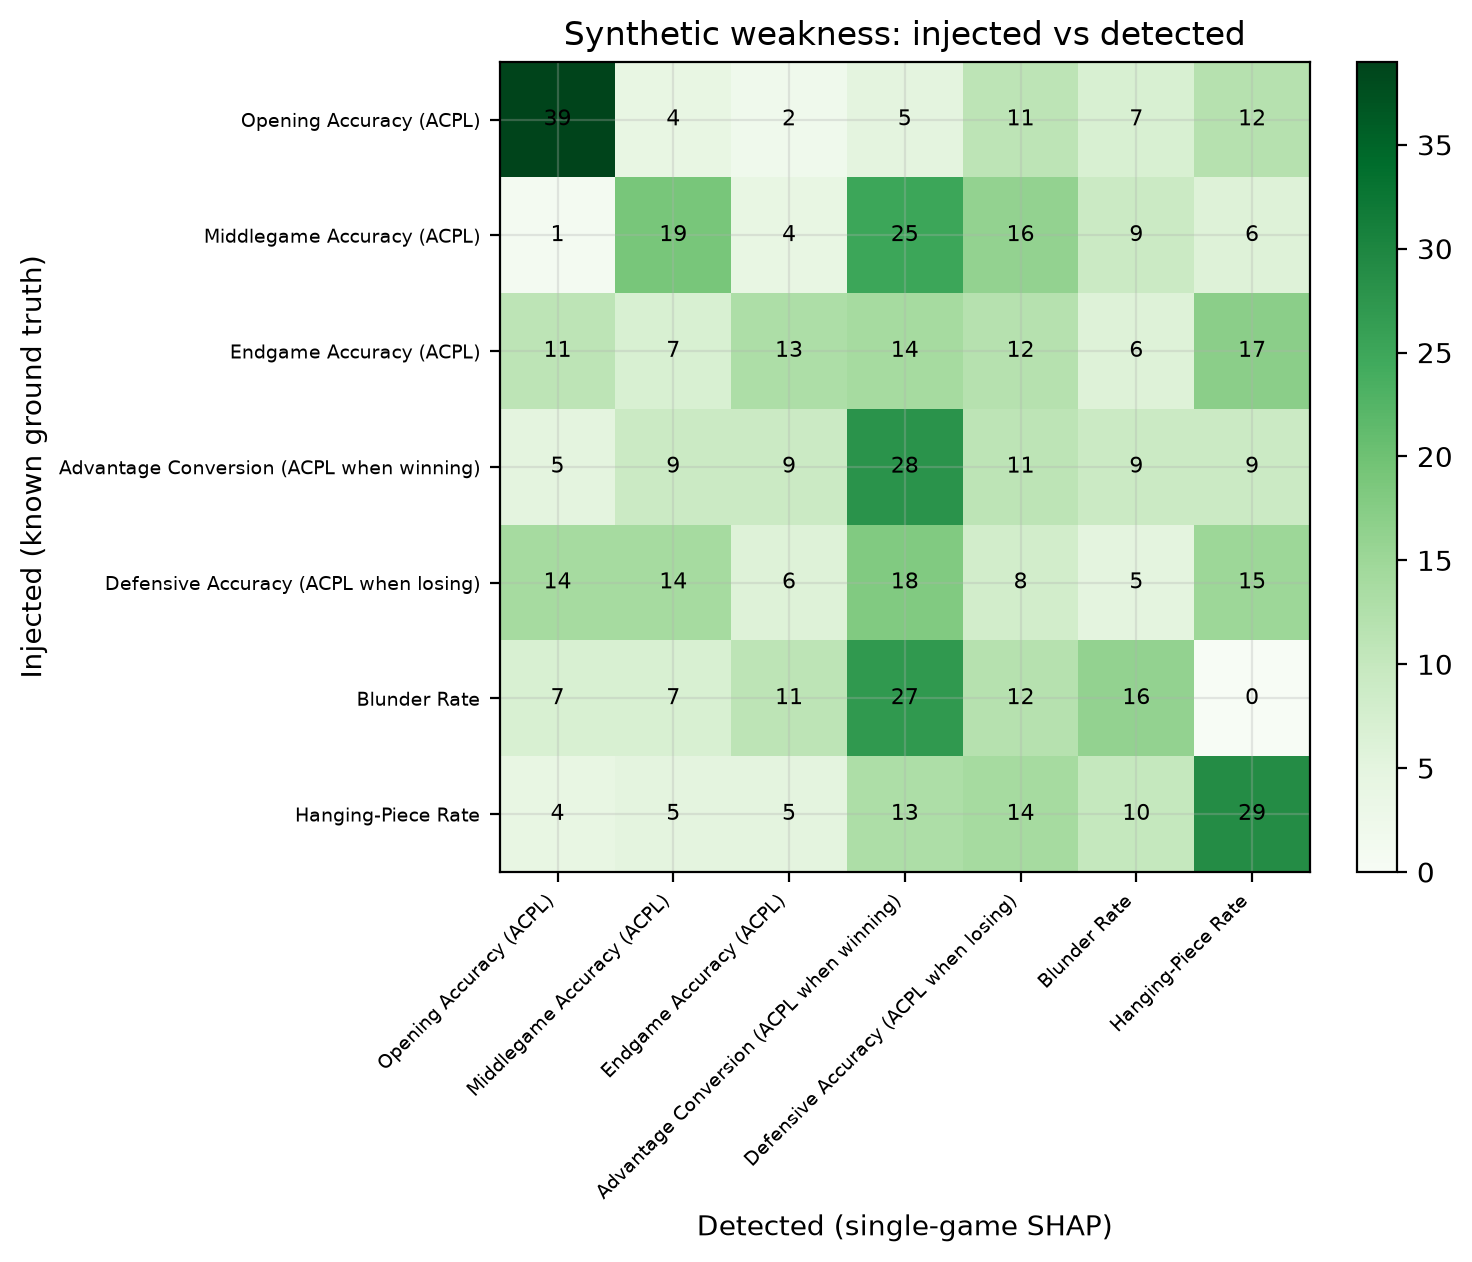 Synthetic weakness: injected vs detected
Injected (known ground truth)
Opening Accuracy (ACPL) 39 4 2 5 11 7 12
Middlegame Accuracy (ACPL) 1 19 4 25 16 9 6
Endgame Accuracy (ACPL) 11 7 13 14 12 6 17
Advantage Conversion (ACPL when winning) 5 9 9 28 11 9 9
Defensive Accuracy (ACPL when losing) 14 14 6 18 8 5 15
Blunder Rate 7 7 11 27 12 16 0
Hanging-Piece Rate 4 5 5 13 14 10 29
Opening Accuracy (ACPL)
Middlegame Accuracy (ACPL)
Endgame Accuracy (ACPL)
Advantage Conversion (ACPL when winning)
Defensive Accuracy (ACPL when losing)
Blunder Rate
Hanging-Piece Rate
Detected (single-game SHAP)
35
30
25
20
15
10
5
0